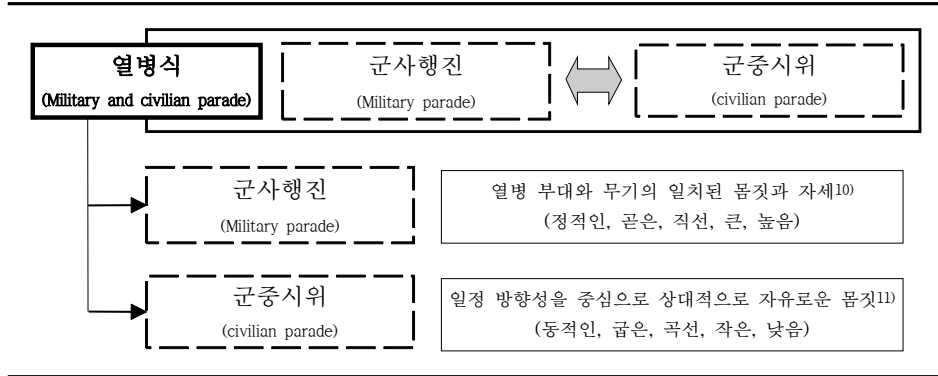 열병식
(Military and civilian parade)
군사행진
(Military parade)
군중시위
(civilian parade)
군사행진
(Military parade)
열병 부대와 무기의 일치된 몸짓과 자세10)
(정적인, 곧은, 직선, 큰, 높음)
군중시위
(civilian parade)
일정 방향성을 중심으로 상대적으로 자유로운 몸짓11)
(동적인, 굽은, 곡선, 작은, 낮음)